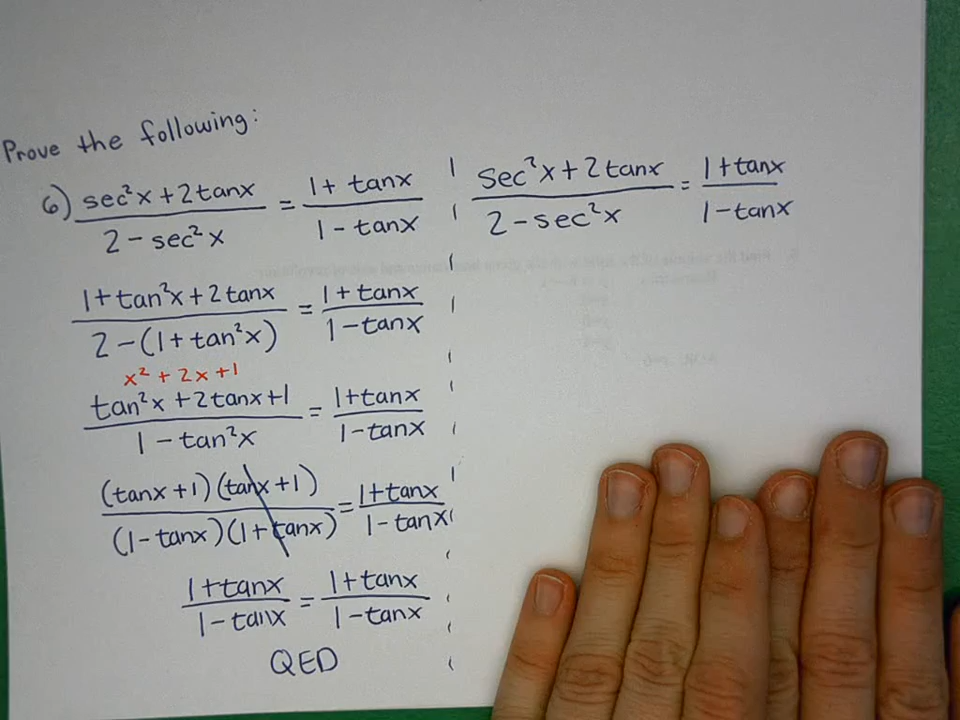 Prove the following:
6) sec²x + 2tanx / 2 - sec²x = 1 + tanx / 1 - tanx
1 + tan²x + 2tanx / 2 - (1 + tan²x) = 1 + tanx / 1 - tanx
x² + 2x + 1
tan²x + 2tanx + 1 / 1 - tan²x = 1 + tanx / 1 - tanx
(tanx + 1)(tanx + 1) / (1 - tanx)(1 + tanx) = 1 + tanx / 1 - tanx
1 + tanx / 1 - tanx = 1 + tanx / 1 - tanx
QED
sec²x + 2tanx / 2 - sec²x = 1 + tanx / 1 - tanx